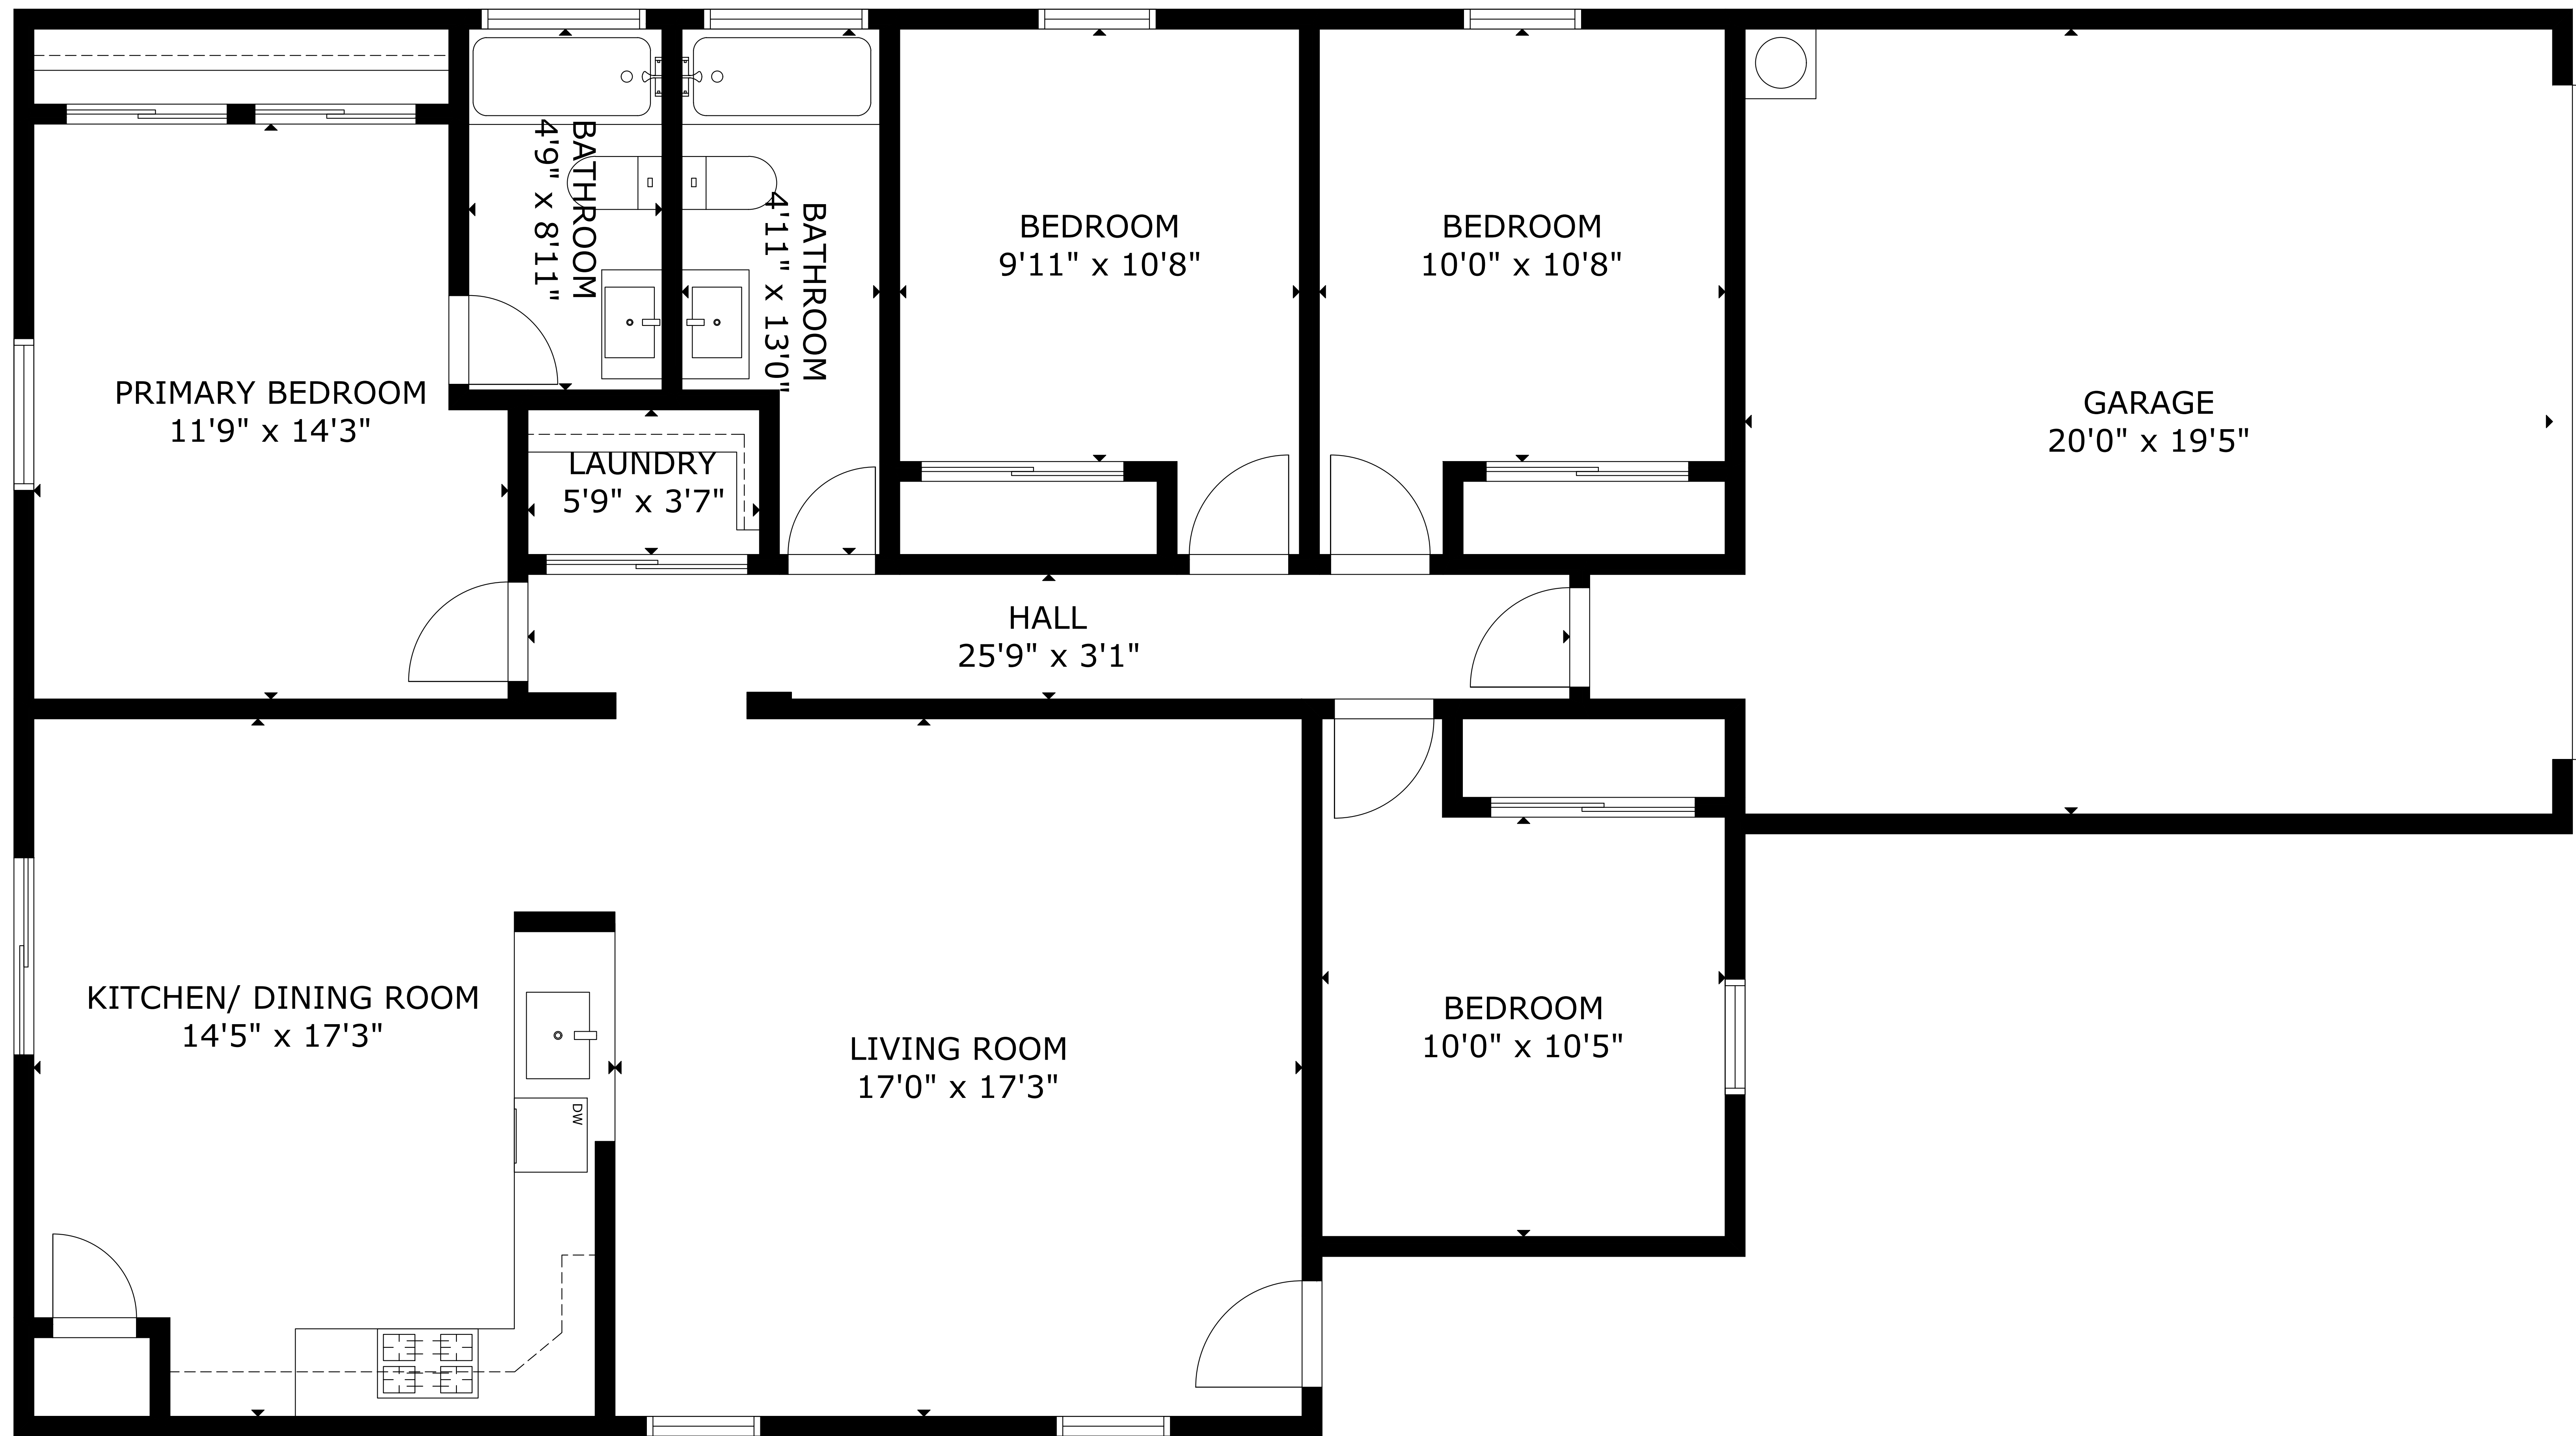 BATHROOM
4'9" x 8'11"
BATHROOM
4'11" x 13'0"
BEDROOM
9'11" x 10'8"
BEDROOM
10'0" x 10'8"
PRIMARY BEDROOM
11'9" x 14'3"
GARAGE
20'0" x 19'5"
LAUNDRY
5'9" x 3'7"
HALL
25'9" x 3'1"
KITCHEN/ DINING ROOM
14'5" x 17'3"
LIVING ROOM
17'0" x 17'3"
BEDROOM
10'0" x 10'5"
DW